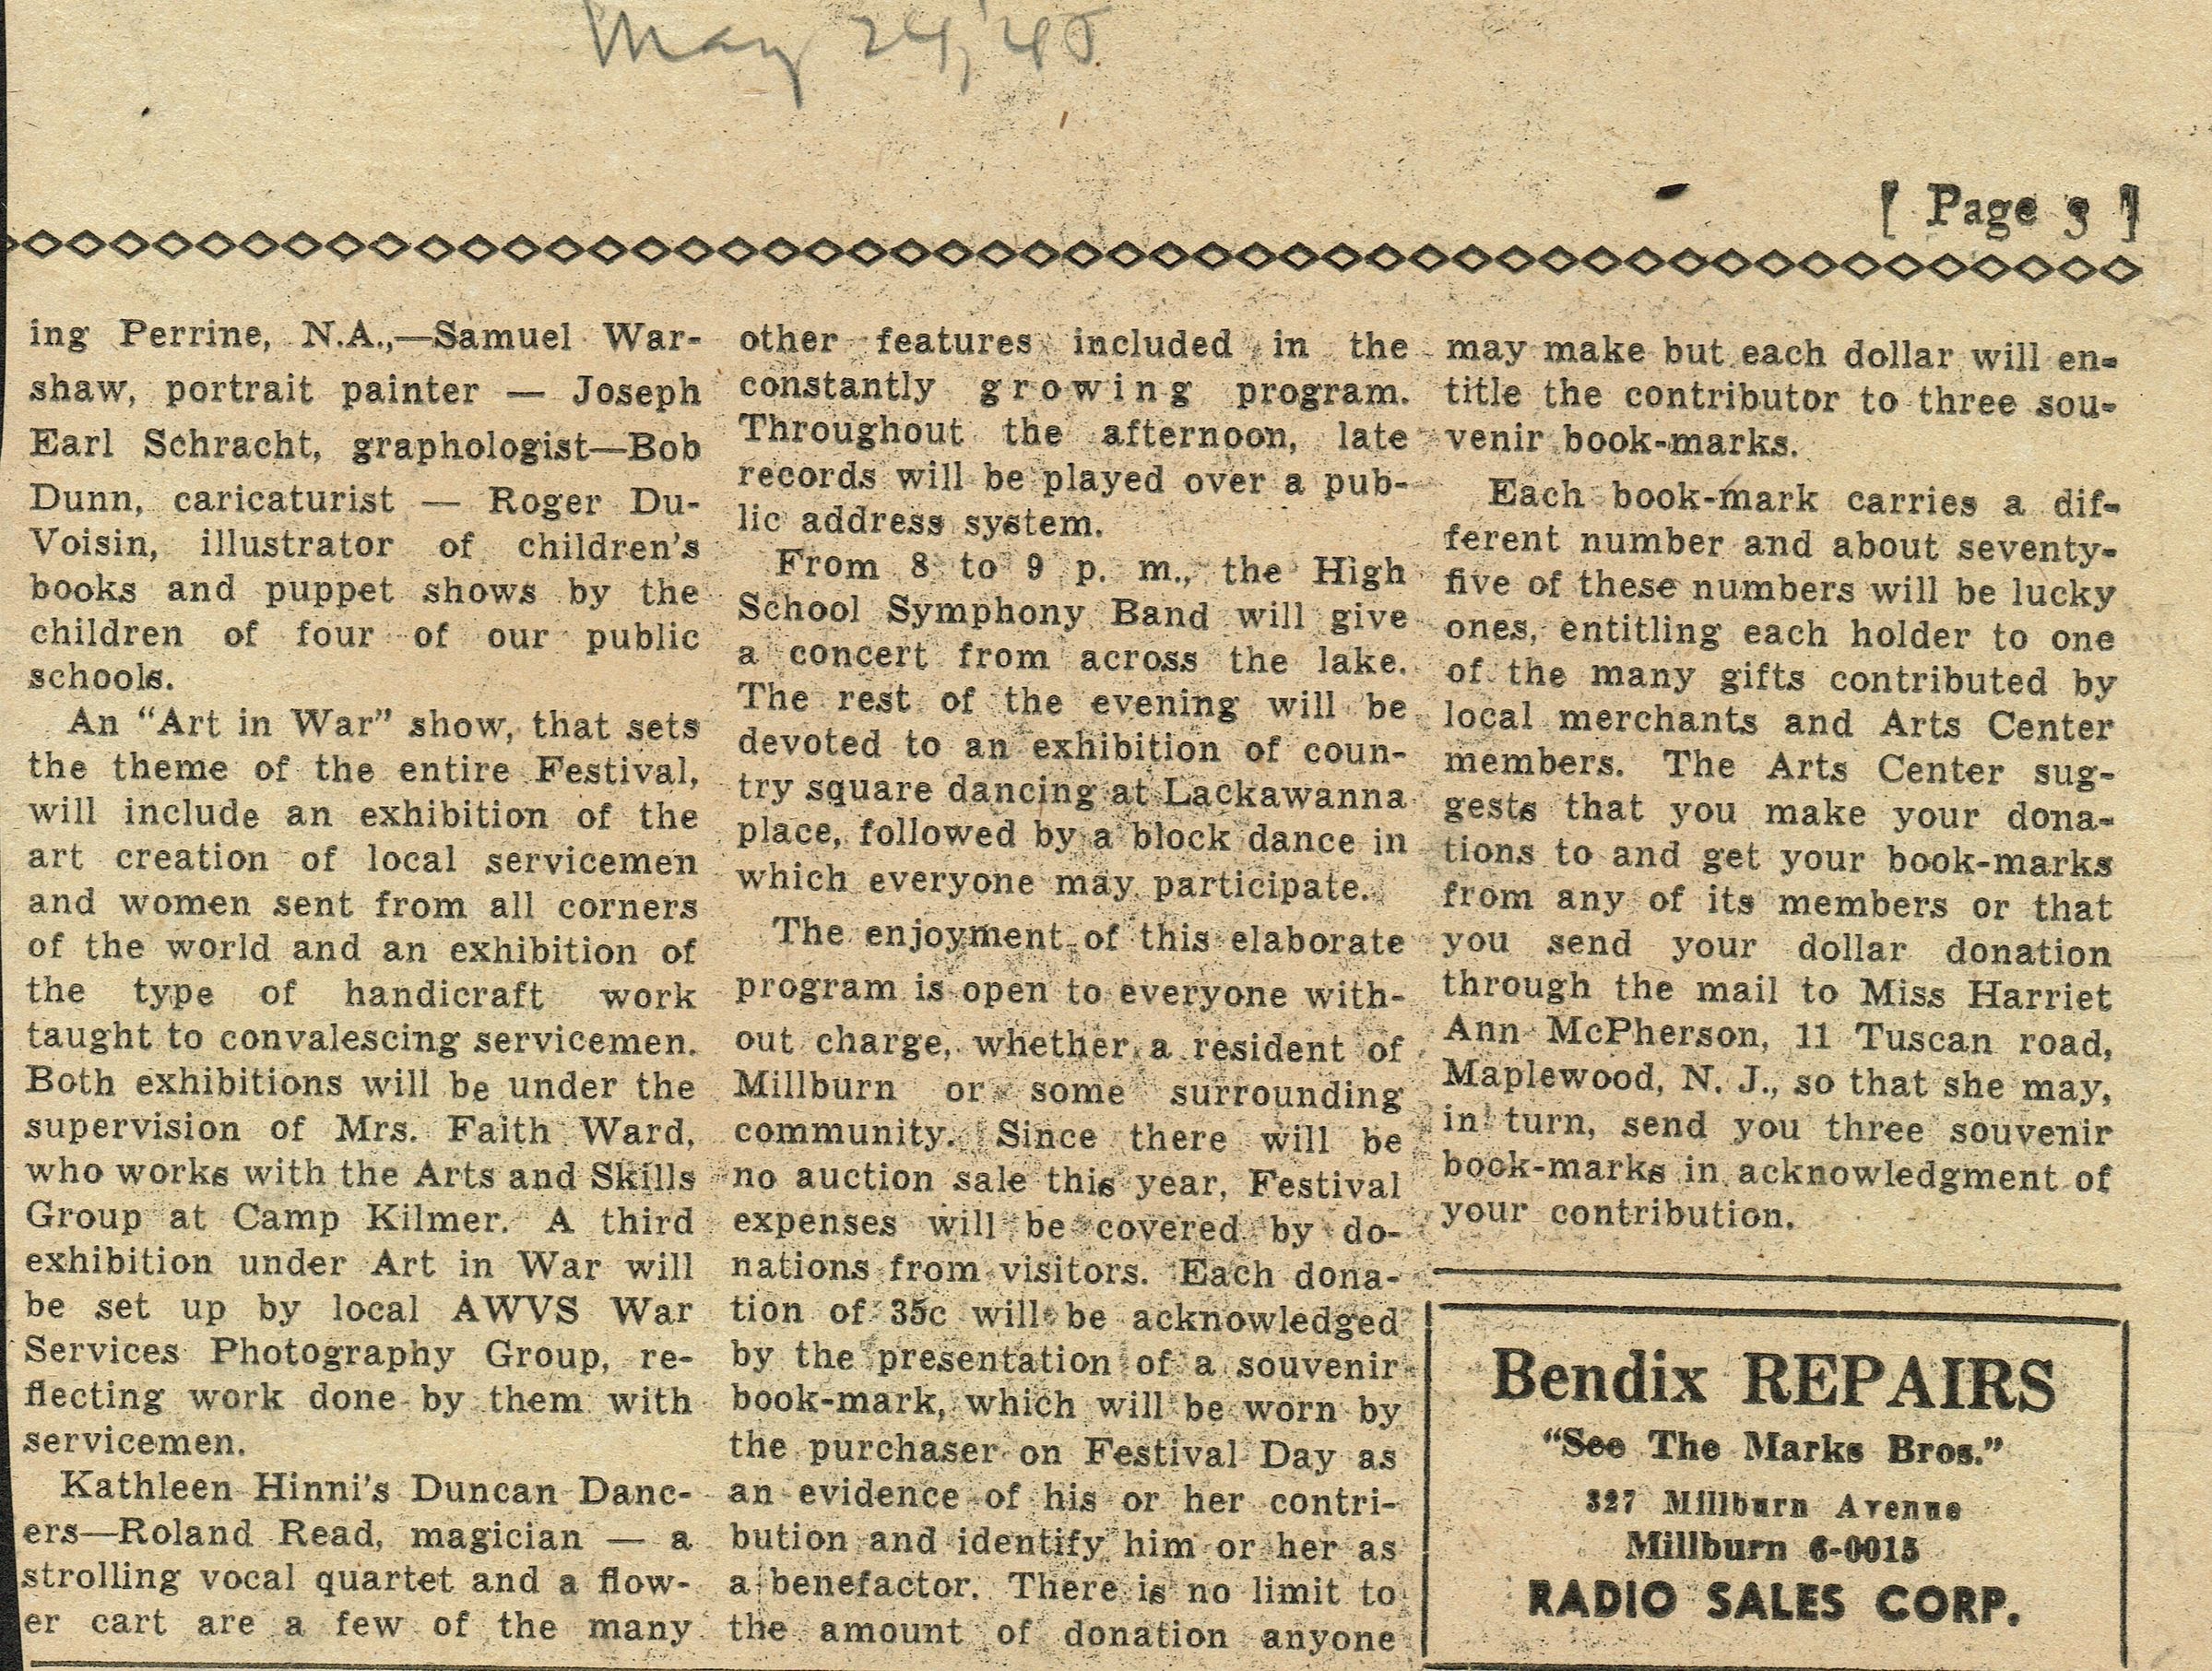 May 24, '45
[ Page 3 ]
ing Perrine, N.A.,—Samuel War-
shaw, portrait painter — Joseph
Earl Schracht, graphologist—Bob
Dunn, caricaturist — Roger Du-
Voisin, illustrator of children's
books and puppet shows by the
children of four of our public
schools.
An "Art in War" show, that sets
the theme of the entire Festival,
will include an exhibition of the
art creation of local servicemen
and women sent from all corners
of the world and an exhibition of
the type of handicraft work
taught to convalescing servicemen.
Both exhibitions will be under the
supervision of Mrs. Faith Ward,
who works with the Arts and Skills
Group at Camp Kilmer. A third
exhibition under Art in War will
be set up by local AWVS War
Services Photography Group, re-
flecting work done by them with
servicemen.
Kathleen Hinni's Duncan Danc-
ers—Roland Read, magician — a
strolling vocal quartet and a flow-
er cart are a few of the many
other features included in the
constantly growing program.
Throughout the afternoon, late
records will be played over a pub-
lic address system.
From 8 to 9 p. m., the High
School Symphony Band will give
a concert from across the lake.
The rest of the evening will be
devoted to an exhibition of coun-
try square dancing at Lackawanna
place, followed by a block dance in
which everyone may participate.
The enjoyment of this elaborate
program is open to everyone with-
out charge, whether a resident of
Millburn or some surrounding
community. Since there will be
no auction sale this year, Festival
expenses will be covered by do-
nations from visitors. Each dona-
tion of 35c will be acknowledged
by the presentation of a souvenir
book-mark, which will be worn by
the purchaser on Festival Day as
an evidence of his or her contri-
bution and identify him or her as
a benefactor. There is no limit to
the amount of donation anyone
may make but each dollar will en-
title the contributor to three sou-
venir book-marks.
Each book-mark carries a dif-
ferent number and about seventy-
five of these numbers will be lucky
ones, entitling each holder to one
of the many gifts contributed by
local merchants and Arts Center
members. The Arts Center sug-
gests that you make your dona-
tions to and get your book-marks
from any of its members or that
you send your dollar donation
through the mail to Miss Harriet
Ann McPherson, 11 Tuscan road,
Maplewood, N. J., so that she may,
in turn, send you three souvenir
book-marks in acknowledgment of
your contribution.
Bendix REPAIRS
"See The Marks Bros."
327 Millburn Avenue
Millburn 6-0015
RADIO SALES CORP.